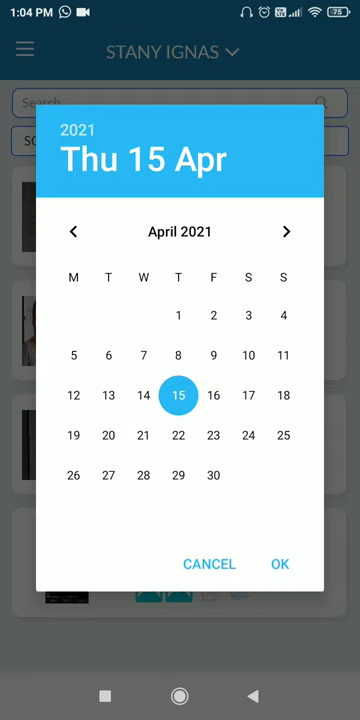 1:04 PM
75
STANY IGNAS
Search
SO
2021
Thu 15 Apr
April 2021
M T W T F S S
1 2 3 4
5 6 7 8 9 10 11
12 13 14 15 16 17 18
19 20 21 22 23 24 25
26 27 28 29 30
CANCEL OK